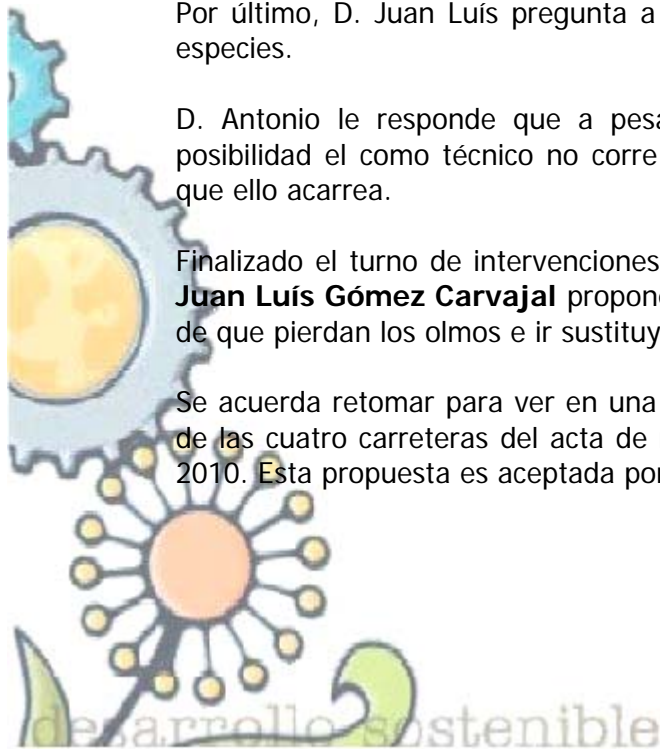 Por último, D. Juan Luís pregunta a
especies.
D. Antonio le responde que a pesa
posibilidad el como técnico no corre
que ello acarrea.
Finalizado el turno de intervenciones
Juan Luís Gómez Carvajal propone
de que pierdan los olmos e ir sustituy
Se acuerda retomar para ver en una
de las cuatro carreteras del acta de
2010. Esta propuesta es aceptada por
desarrollo sostenible